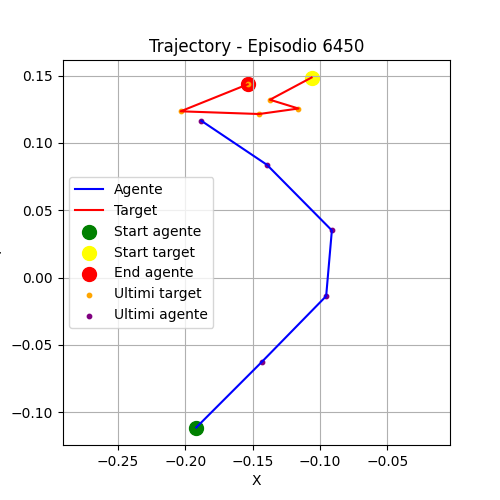 Trajectory - Episodio 6450
0.15
0.10
0.05
0.00
−0.05
−0.10
Agente
Target
Start agente
Start target
End agente
Ultimi target
Ultimi agente
−0.25
−0.20
−0.15
−0.10
−0.05
X